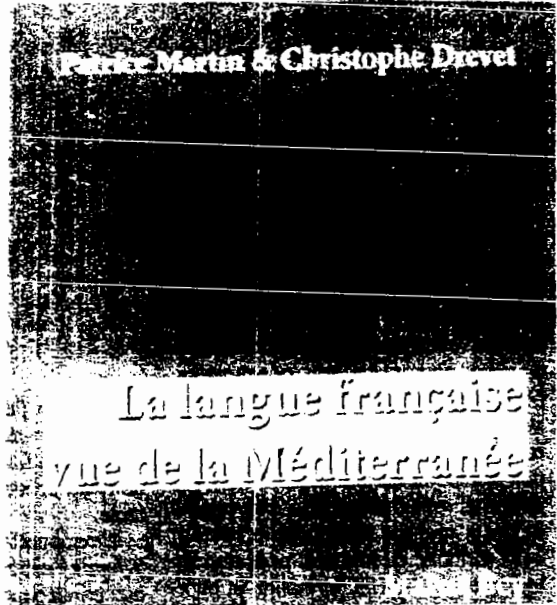 Patrice Martin & Christophe Drevet
La langue française
vue de la Méditerranée